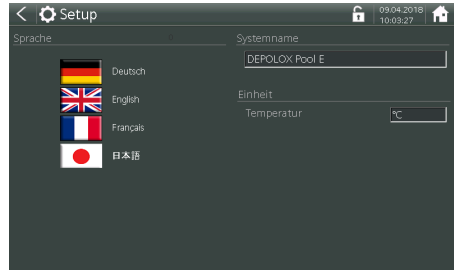 Setup
09.04.2018
10:03:27
Sprache
Deutsch
English
Français
日本語
Systemname
DEPOLOX Pool E
Einheit
Temperatur
°C